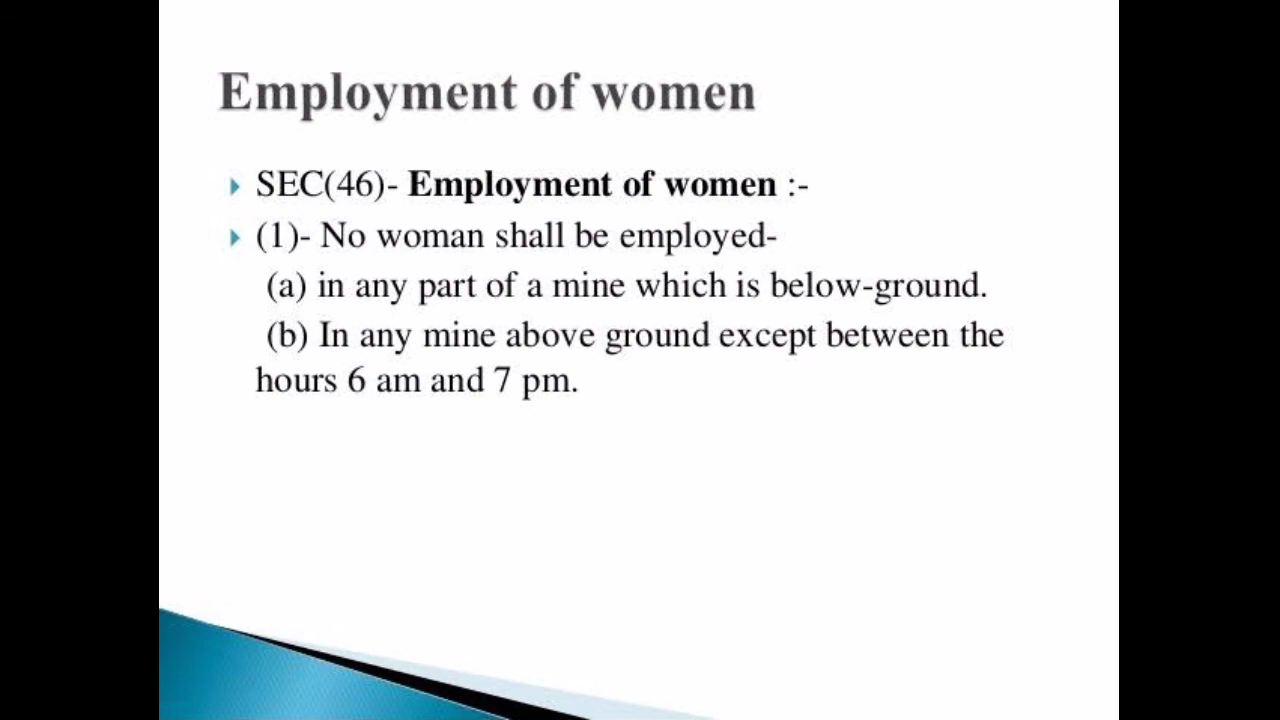 Employment of women
SEC(46)- Employment of women :-
(1)- No woman shall be employed-
(a) in any part of a mine which is below-ground.
(b) In any mine above ground except between the
hours 6 am and 7 pm.